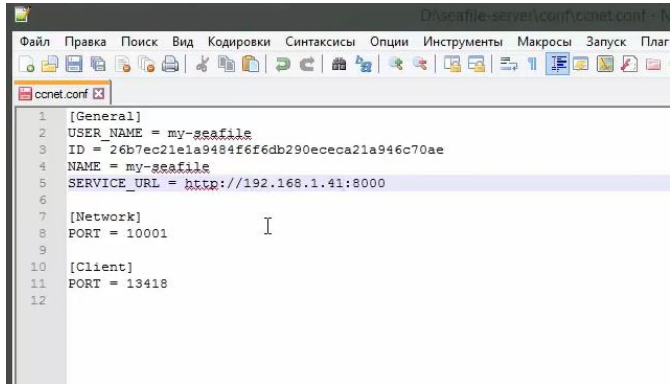 D:\seafile-server\conf\ccnet.conf -
Файл Правка Поиск Вид Кодировки Синтаксисы Опции Инструменты Макросы Запуск Плаг
ccnet.conf
1 [General]
2 USER_NAME = my-seafile
3 ID = 26b7ec21e1a9484f6f6db290ececa21a946c70ae
4 NAME = my-seafile
5 SERVICE_URL = http://192.168.1.41:8000
6
7 [Network]
8 PORT = 10001
9
10 [Client]
11 PORT = 13418
12